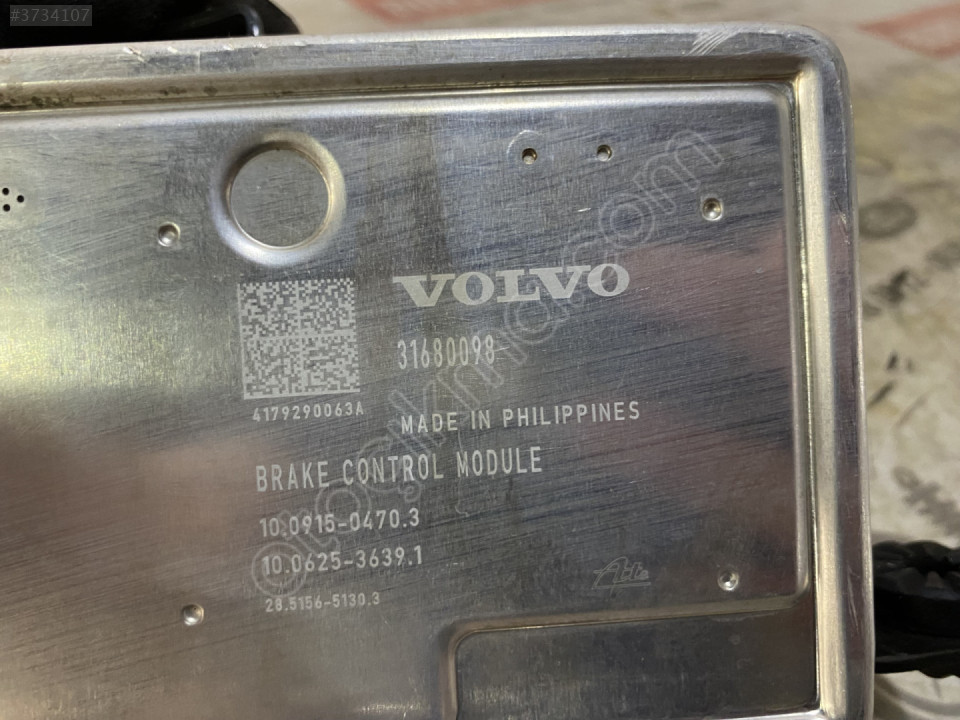 #3734107
VOLVO
31680098
4179290063A
MADE IN PHILIPPINES
BRAKE CONTROL MODULE
10.0915-0470.3
10.0625-3639.1
28.5156-5130.3
Ate